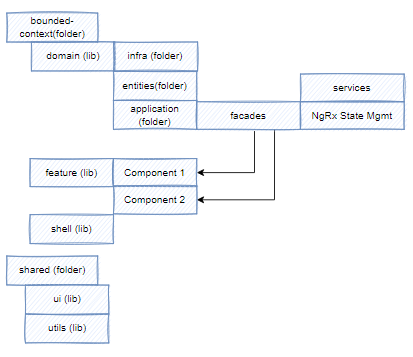 bounded-
context(folder)
domain (lib)
infra (folder)
entities(folder)
services
application
(folder)
facades
NgRx State Mgmt
feature (lib)
Component 1
Component 2
shell (lib)
shared (folder)
ui (lib)
utils (lib)